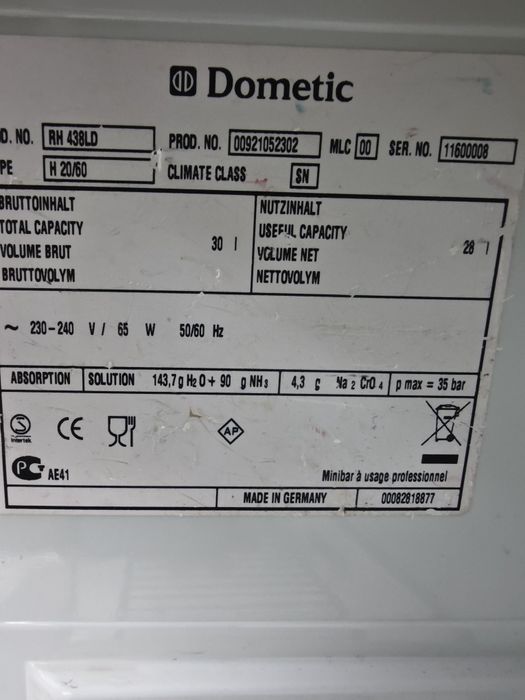 Dometic
O. NO. RH 438LD PROD. NO. 00921052302 MLC 00 SER. NO. 11600008
PE H 20/60 CLIMATE CLASS SN
BRUTTOINHALT
TOTAL CAPACITY
VOLUME BRUT 30 l
BRUTTOVOLYM
NUTZINHALT
USEFUL CAPACITY
VOLUME NET 28 l
NETTOVOLYM
~ 230-240 V / 65 W 50/60 Hz
ABSORPTION SOLUTION 143,7 g H2O + 90 g NH3 4,3 g Na2CrO4 p max = 35 bar
S Intertek CE AP
PC AE41
Minibar à usage professionnel
MADE IN GERMANY 00082818877